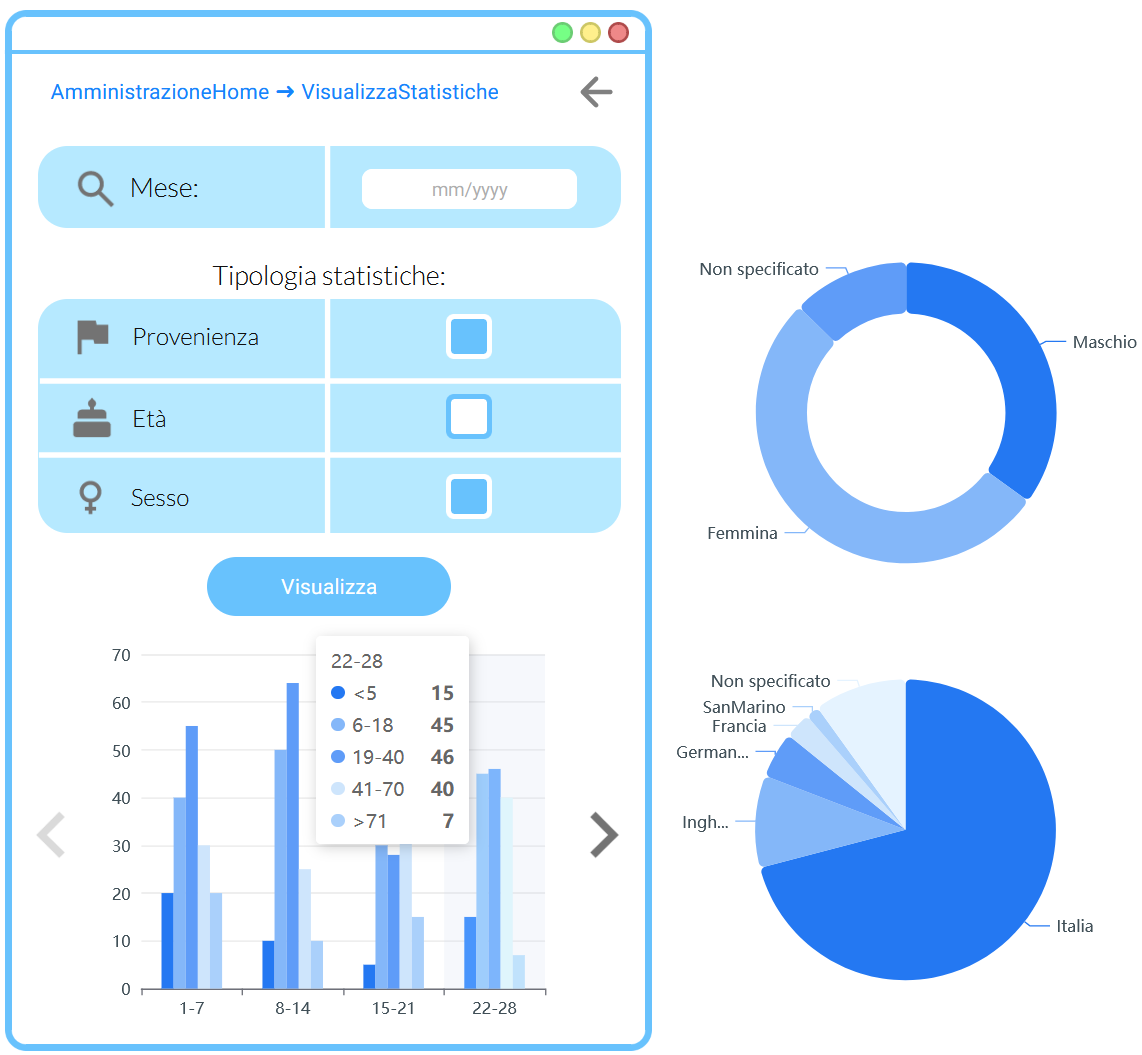 AmministrazioneHome ➜ VisualizzaStatistiche
Mese:
mm/yyyy
Tipologia statistiche:
Provenienza
Età
Sesso
Visualizza
70
60
50
40
30
20
10
0
22-28
<5 15
6-18 45
19-40 46
41-70 40
>71 7
1-7 8-14 15-21 22-28
Non specificato
Maschio
Femmina
Non specificato
SanMarino
Francia
German...
Ingh...
Italia